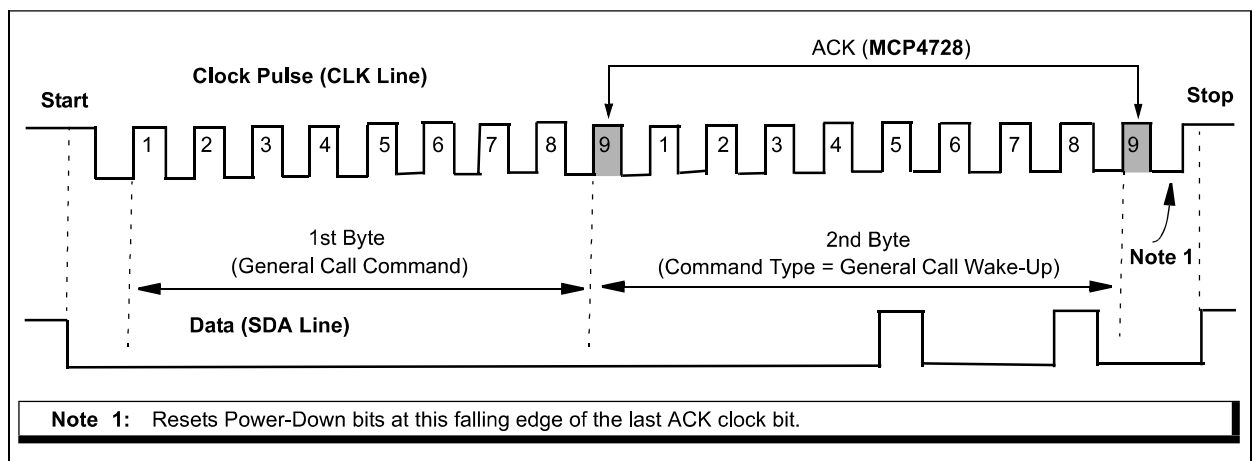 ACK (MCP4728)
Clock Pulse (CLK Line)
Start
Stop
1 2 3 4 5 6 7 8 9 1 2 3 4 5 6 7 8 9
1st Byte
(General Call Command)
2nd Byte
(Command Type = General Call Wake-Up)
Note 1
Data (SDA Line)
Note 1: Resets Power-Down bits at this falling edge of the last ACK clock bit.